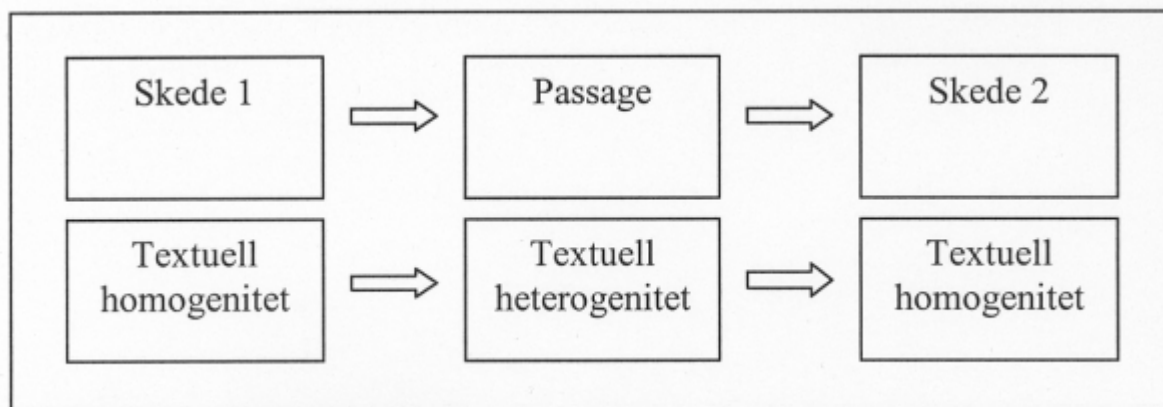 Skede 1
Passage
Skede 2
Textuell
homogenitet
Textuell
heterogenitet
Textuell
homogenitet